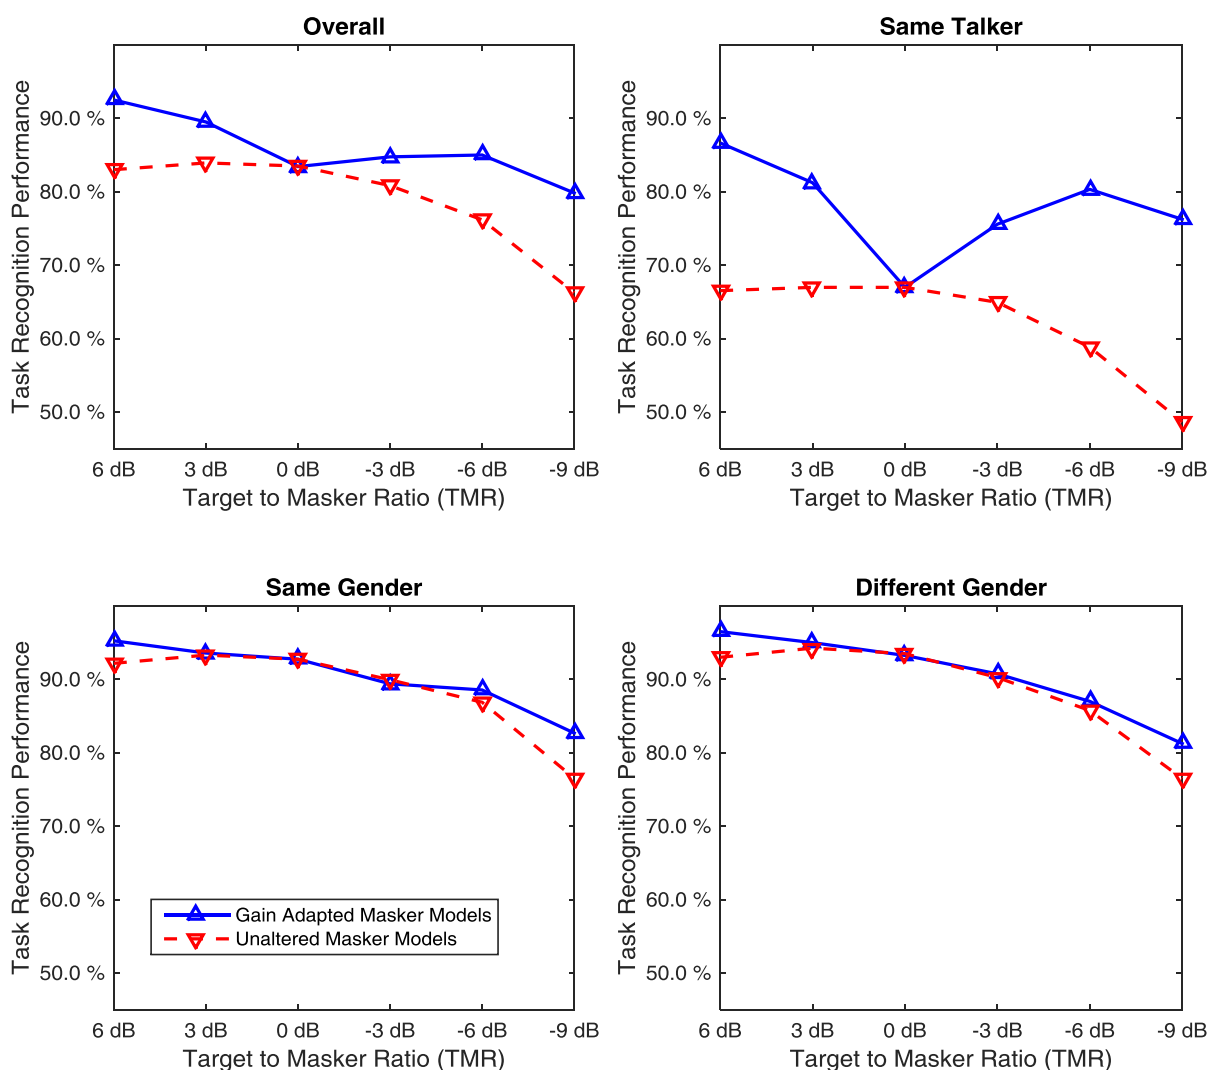 Overall
Task Recognition Performance
90.0 %
80.0 %
70.0 %
60.0 %
50.0 %
6 dB 3 dB 0 dB -3 dB -6 dB -9 dB
Target to Masker Ratio (TMR)
Same Talker
Task Recognition Performance
90.0 %
80.0 %
70.0 %
60.0 %
50.0 %
6 dB 3 dB 0 dB -3 dB -6 dB -9 dB
Target to Masker Ratio (TMR)
Same Gender
Task Recognition Performance
90.0 %
80.0 %
70.0 %
60.0 %
50.0 %
Gain Adapted Masker Models
Unaltered Masker Models
6 dB 3 dB 0 dB -3 dB -6 dB -9 dB
Target to Masker Ratio (TMR)
Different Gender
Task Recognition Performance
90.0 %
80.0 %
70.0 %
60.0 %
50.0 %
6 dB 3 dB 0 dB -3 dB -6 dB -9 dB
Target to Masker Ratio (TMR)